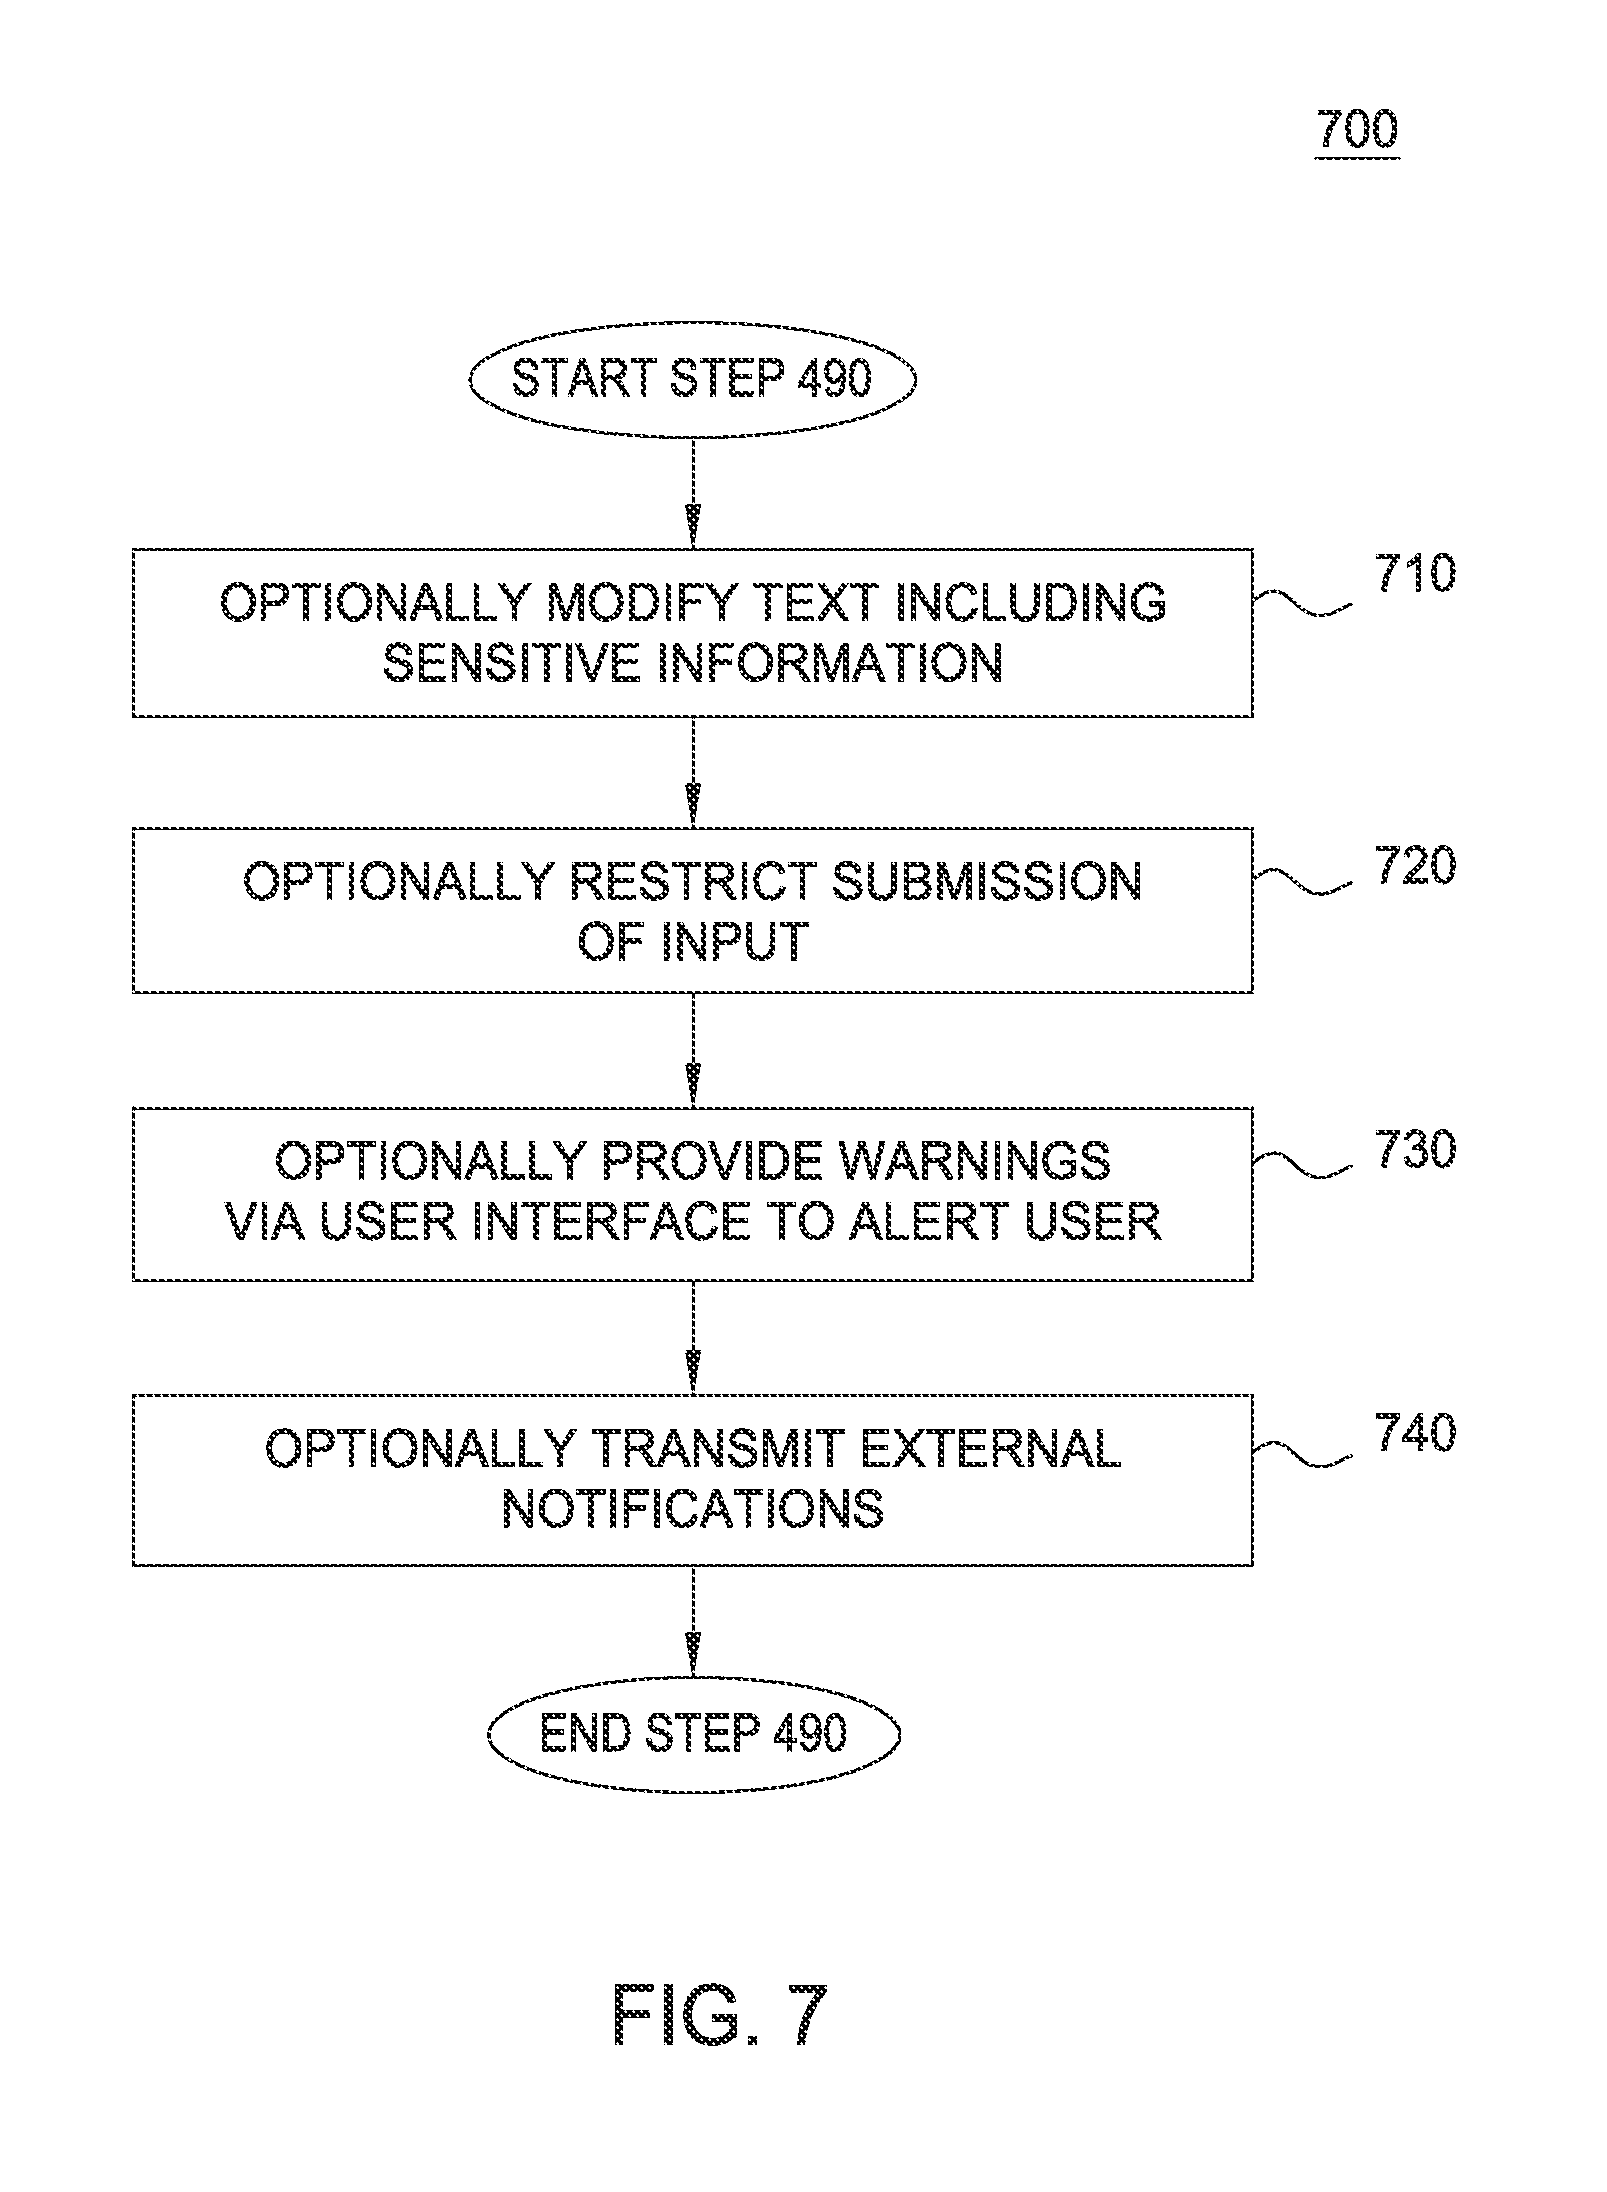 700
START STEP 490
OPTIONALLY MODIFY TEXT INCLUDING
SENSITIVE INFORMATION
710
OPTIONALLY RESTRICT SUBMISSION
OF INPUT
720
OPTIONALLY PROVIDE WARNINGS
VIA USER INTERFACE TO ALERT USER
730
OPTIONALLY TRANSMIT EXTERNAL
NOTIFICATIONS
740
END STEP 490
FIG. 7